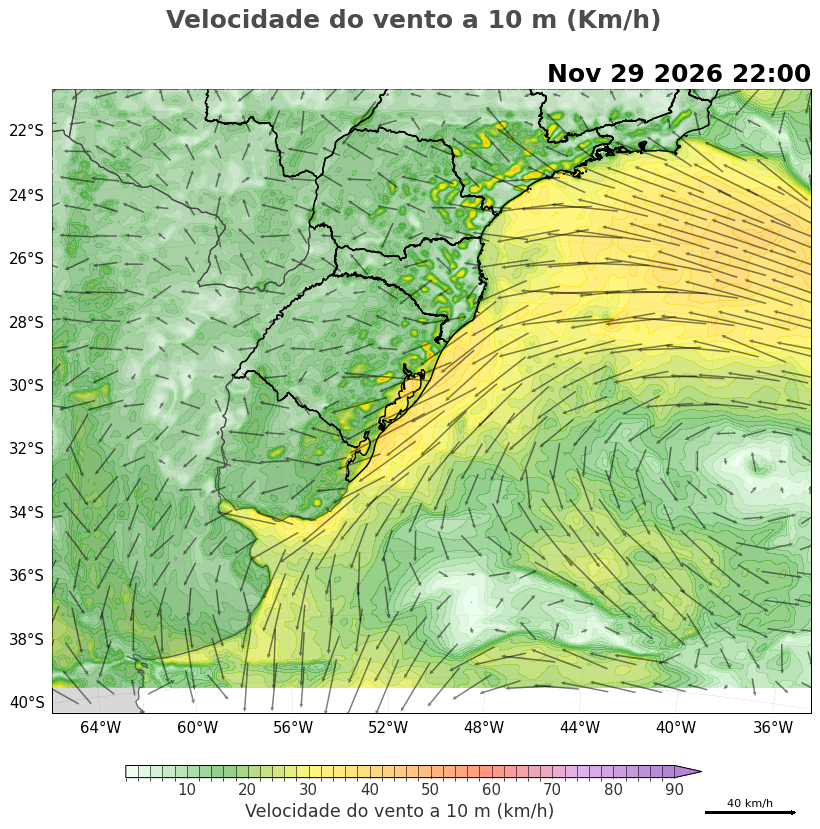 Velocidade do vento a 10 m (Km/h)
Nov 29 2026 22:00
22°S
24°S
26°S
28°S
30°S
32°S
34°S
36°S
38°S
40°S
64°W 60°W 56°W 52°W 48°W 44°W 40°W 36°W
10 20 30 40 50 60 70 80 90
Velocidade do vento a 10 m (km/h)
40 km/h